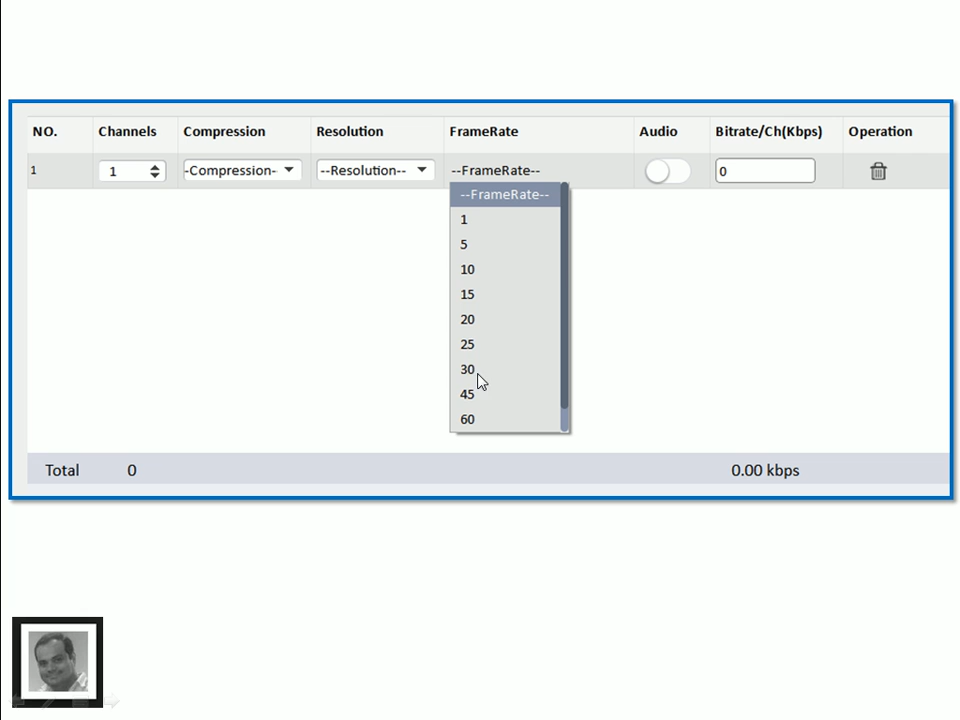 NO. Channels Compression Resolution FrameRate Audio Bitrate/Ch(Kbps) Operation
1 1 -Compression- --Resolution-- --FrameRate-- 0
--FrameRate--
1
5
10
15
20
25
30
45
60
Total 0 0.00 kbps